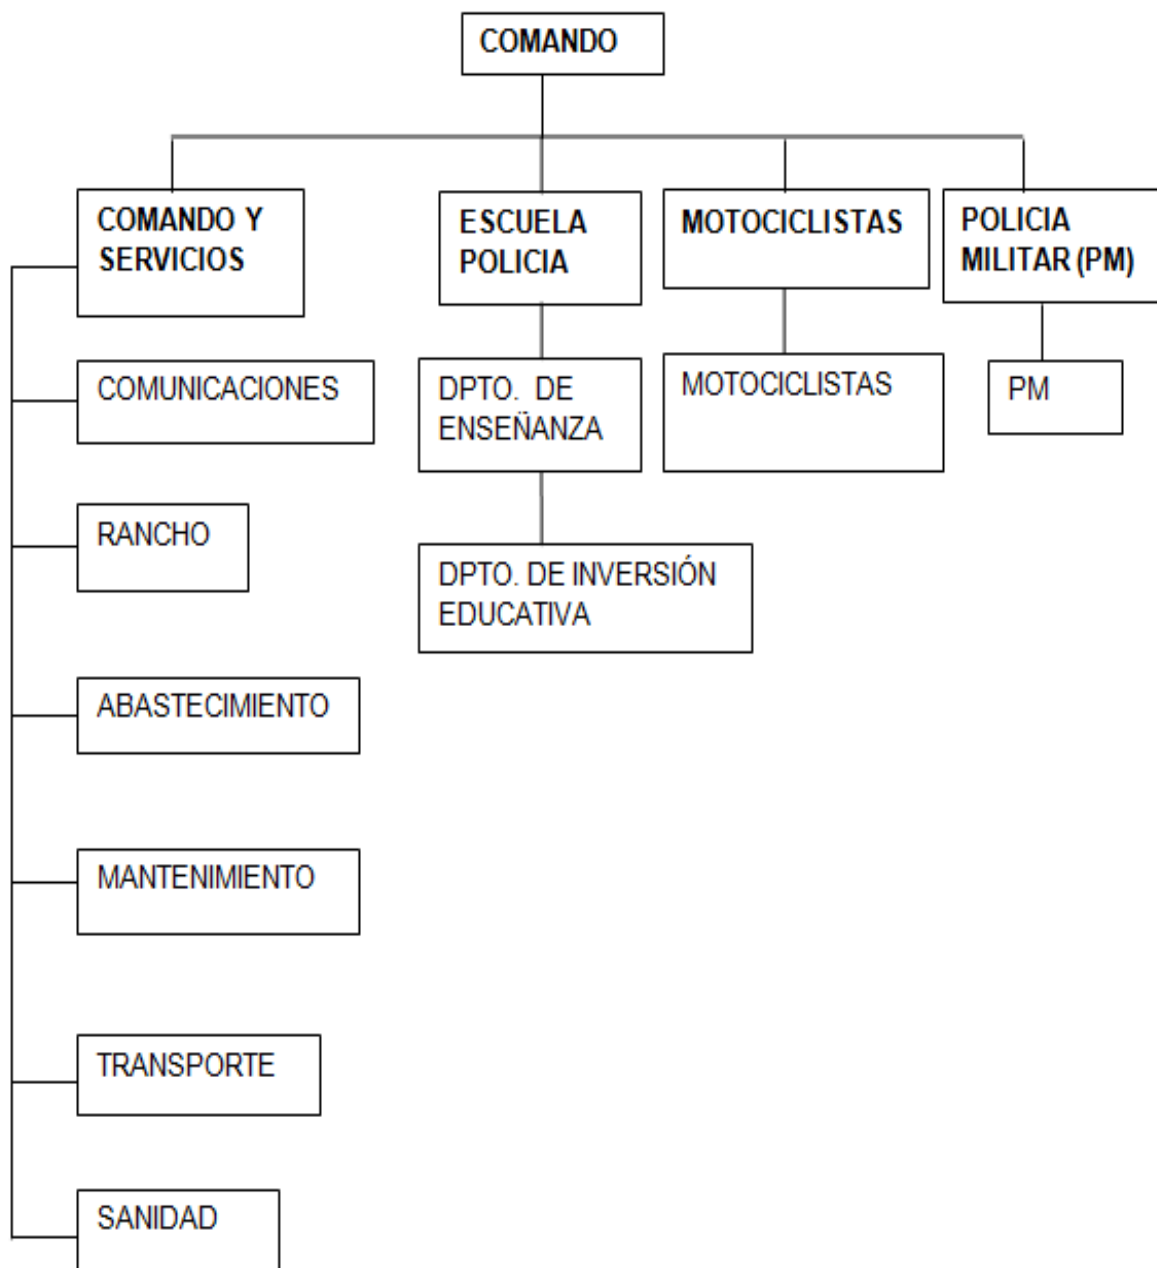 COMANDO
COMANDO Y
SERVICIOS
ESCUELA
POLICIA
MOTOCICLISTAS
POLICIA
MILITAR (PM)
COMUNICACIONES
DPTO. DE
ENSEÑANZA
MOTOCICLISTAS
PM
RANCHO
DPTO. DE INVERSIÓN
EDUCATIVA
ABASTECIMIENTO
MANTENIMIENTO
TRANSPORTE
SANIDAD